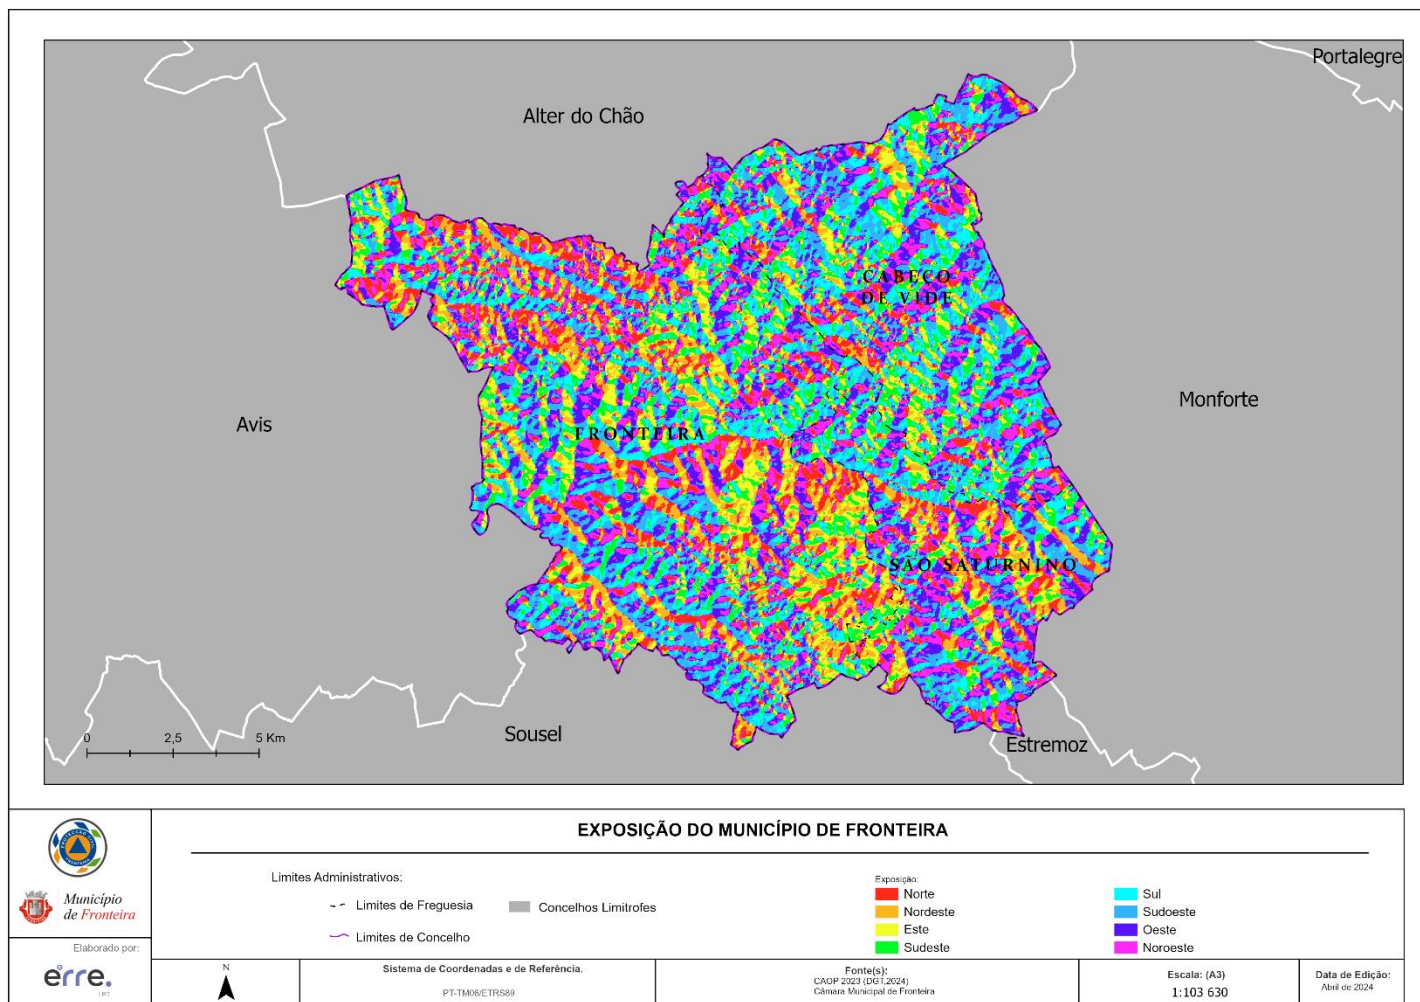 Portalegre
Alter do Chão
CABEÇO
DE VIDE
Monforte
Avis
FRONTEIRA
SÃO SATURNINO
Sousel
Estremoz
0 2,5 5 Km
EXPOSIÇÃO DO MUNICÍPIO DE FRONTEIRA
Município
de Fronteira
Elaborado por:
erre.
Limites Administrativos:
Limites de Freguesia
Concelhos Limitrofes
Limites de Concelho
Exposição:
Norte
Nordeste
Este
Sudeste
Sul
Sudoeste
Oeste
Noroeste
N
Sistema de Coordenadas e de Referência.
PT-TM06/ETRS89
Fonte(s):
CAOP 2023 (DGT,2024)
Câmara Municipal de Fronteira
Escala: (A3)
1:103 630
Data de Edição:
Abril de 2024